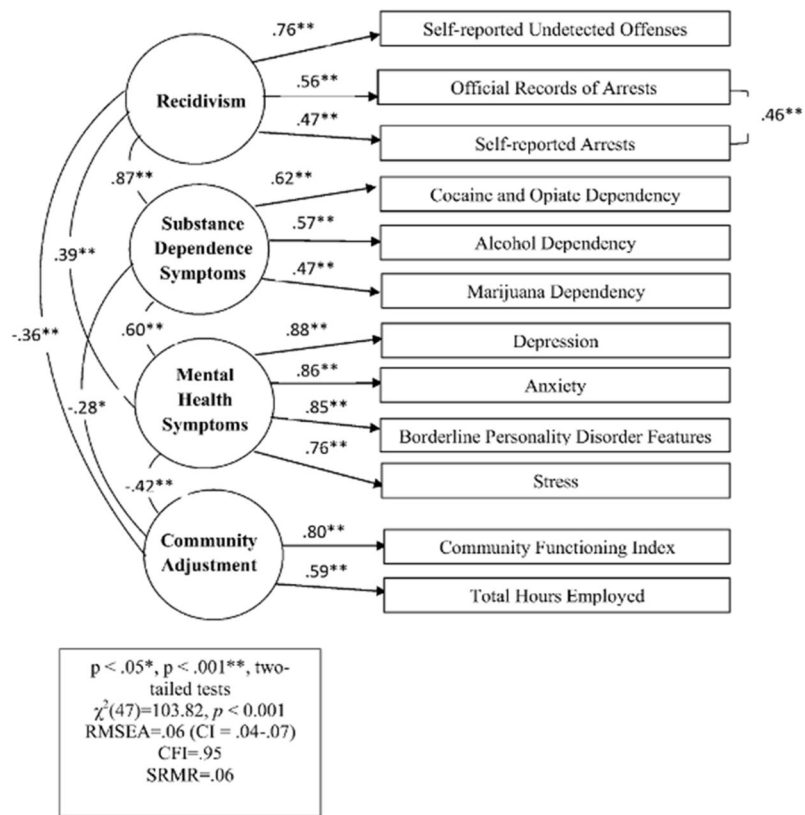 .76**
Self-reported Undetected Offenses
Recidivism
.56**
Official Records of Arrests
.46**
.47**
Self-reported Arrests
.87**
.62**
Cocaine and Opiate Dependency
Substance
Dependence
Symptoms
.57**
Alcohol Dependency
.39**
.47**
Marijuana Dependency
-.36**
.60**
.88**
Depression
Mental
Health
Symptoms
.86**
Anxiety
-.28*
.85**
Borderline Personality Disorder Features
.76**
Stress
-.42**
Community
Adjustment
.80**
Community Functioning Index
.59**
Total Hours Employed
p < .05*, p < .001**, two-
tailed tests
χ²(47)=103.82, p < 0.001
RMSEA=.06 (CI = .04-.07)
CFI=.95
SRMR=.06